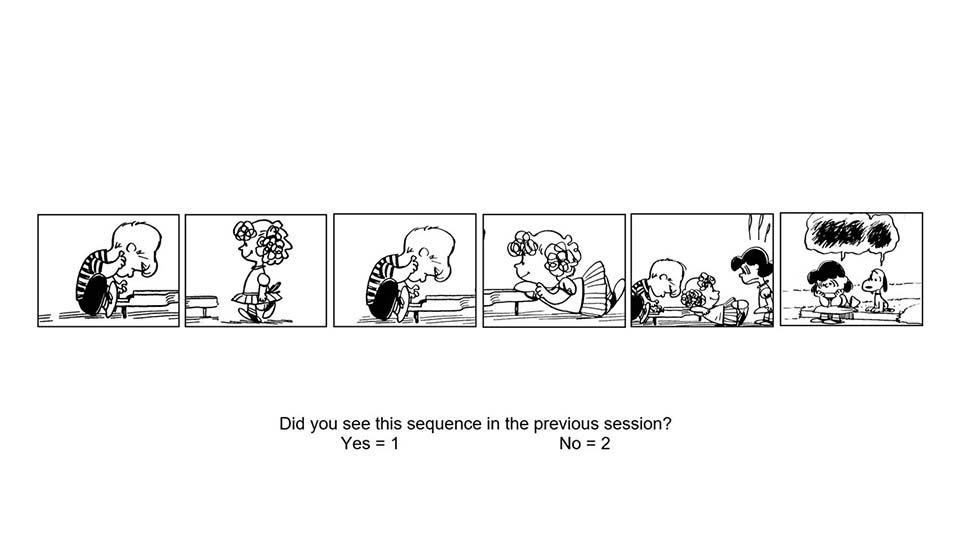 Did you see this sequence in the previous session?
Yes = 1 No = 2